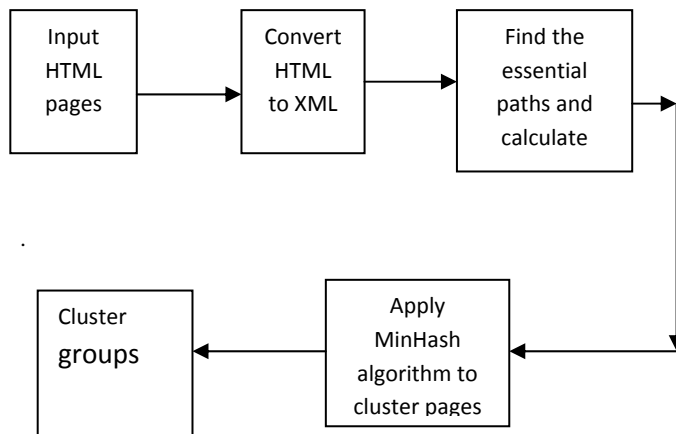 Input
HTML
pages
Convert
HTML
to XML
Find the
essential
paths and
calculate
.
Cluster
groups
Apply
MinHash
algorithm to
cluster pages